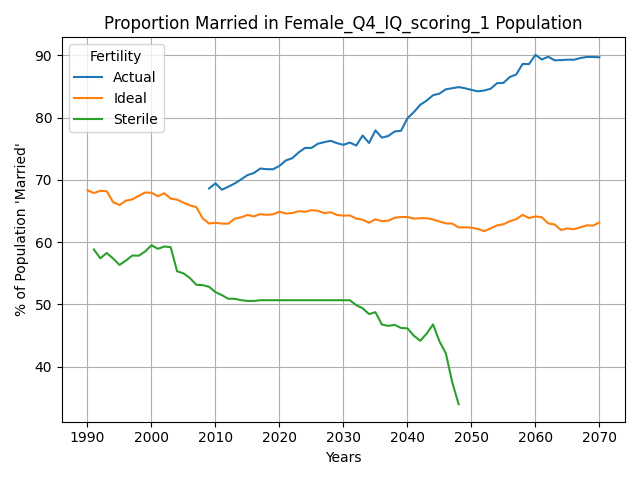 Proportion Married in Female_Q4_IQ_scoring_1 Population
% of Population 'Married'
Fertility
Actual
Ideal
Sterile
90
80
70
60
50
40
1990 2000 2010 2020 2030 2040 2050 2060 2070
Years